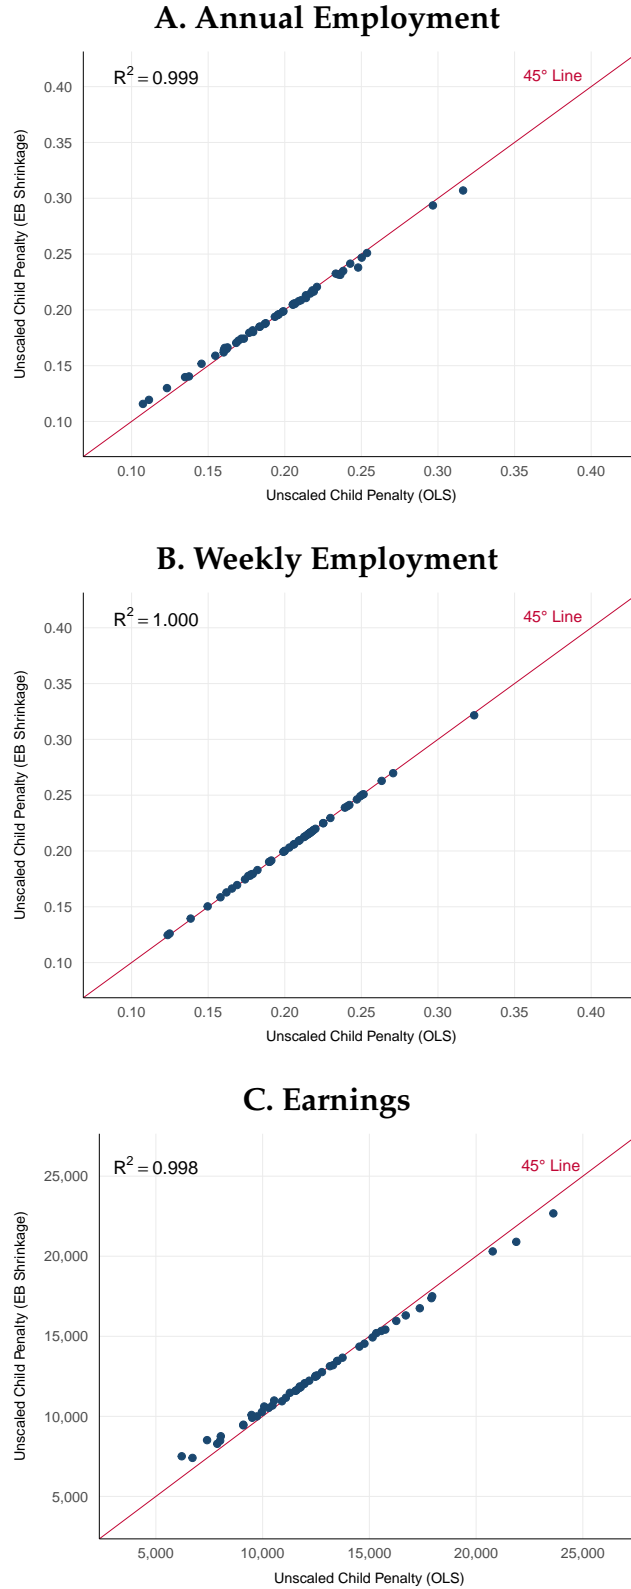 A. Annual Employment
R² = 0.999
45° Line
Unscaled Child Penalty (EB Shrinkage)
0.40
0.35
0.30
0.25
0.20
0.15
0.10
0.10 0.15 0.20 0.25 0.30 0.35 0.40
Unscaled Child Penalty (OLS)
B. Weekly Employment
R² = 1.000
45° Line
Unscaled Child Penalty (EB Shrinkage)
0.40
0.35
0.30
0.25
0.20
0.15
0.10
0.10 0.15 0.20 0.25 0.30 0.35 0.40
Unscaled Child Penalty (OLS)
C. Earnings
R² = 0.998
45° Line
Unscaled Child Penalty (EB Shrinkage)
25,000
20,000
15,000
10,000
5,000
5,000 10,000 15,000 20,000 25,000
Unscaled Child Penalty (OLS)